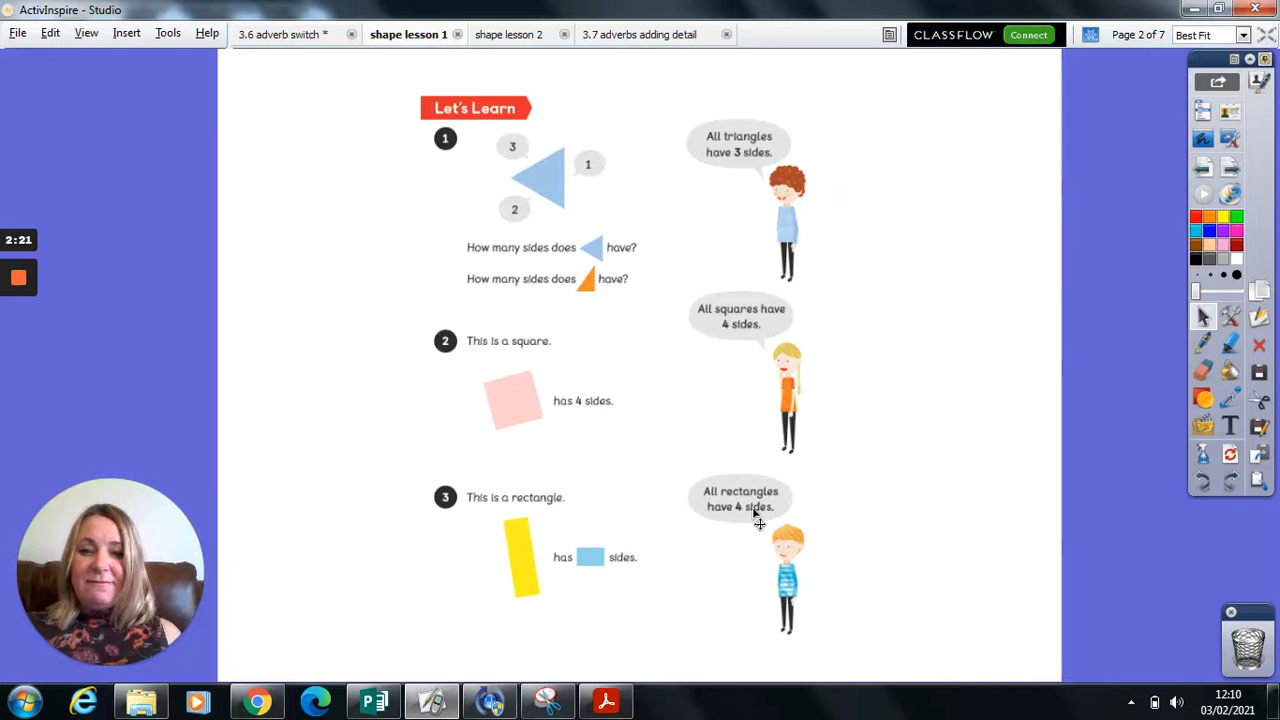 ActivInspire - Studio
File Edit View Insert Tools Help
3.6 adverb switch *
shape lesson 1
shape lesson 2
3.7 adverbs adding detail
CLASSFLOW Connect
Page 2 of 7
Best Fit
Let's Learn
1
3
1
2
All triangles
have 3 sides.
How many sides does have?
How many sides does have?
2:21
All squares have
4 sides.
2 This is a square.
has 4 sides.
3 This is a rectangle.
All rectangles
have 4 sides.
has sides.
12:10
03/02/2021